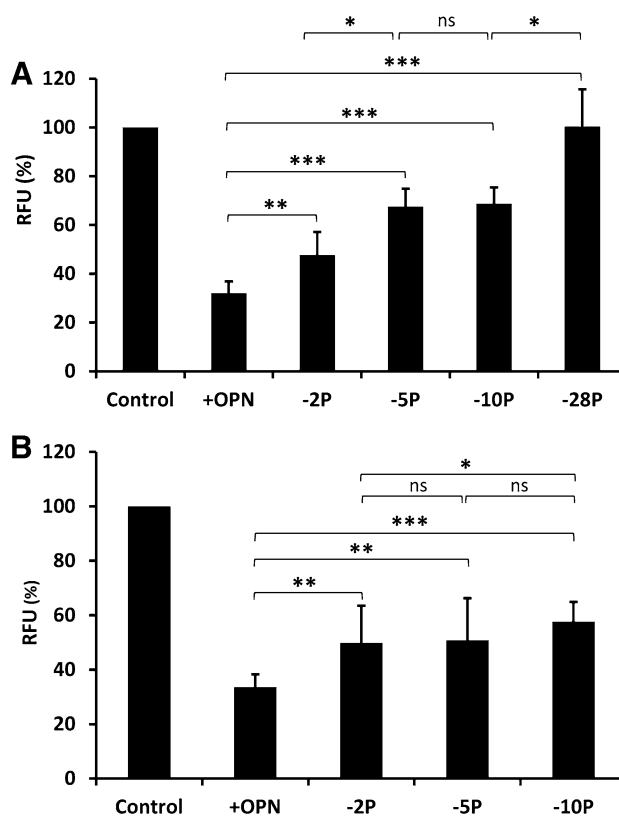 * ns *
A
***
***
***
**
120
100
80
60
40
20
0
RFU (%)
Control +OPN -2P -5P -10P -28P
B
*
ns ns
***
**
**
120
100
80
60
40
20
0
RFU (%)
Control +OPN -2P -5P -10P